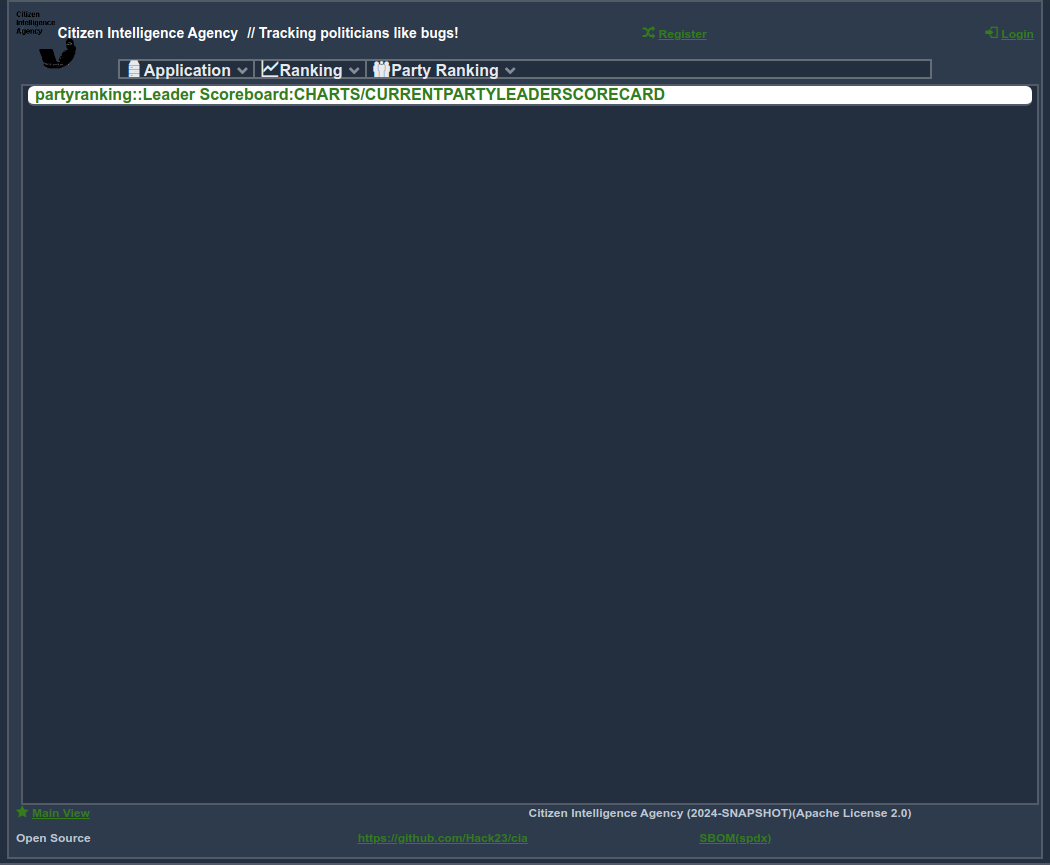 Citizen
Intelligence
Agency
Citizen Intelligence Agency // Tracking politicians like bugs!
Register
Login
Application
Ranking
Party Ranking
partyranking::Leader Scoreboard:CHARTS/CURRENTPARTYLEADERSCORECARD
Main View
Citizen Intelligence Agency (2024-SNAPSHOT)(Apache License 2.0)
Open Source
https://github.com/Hack23/cia
SBOM(spdx)